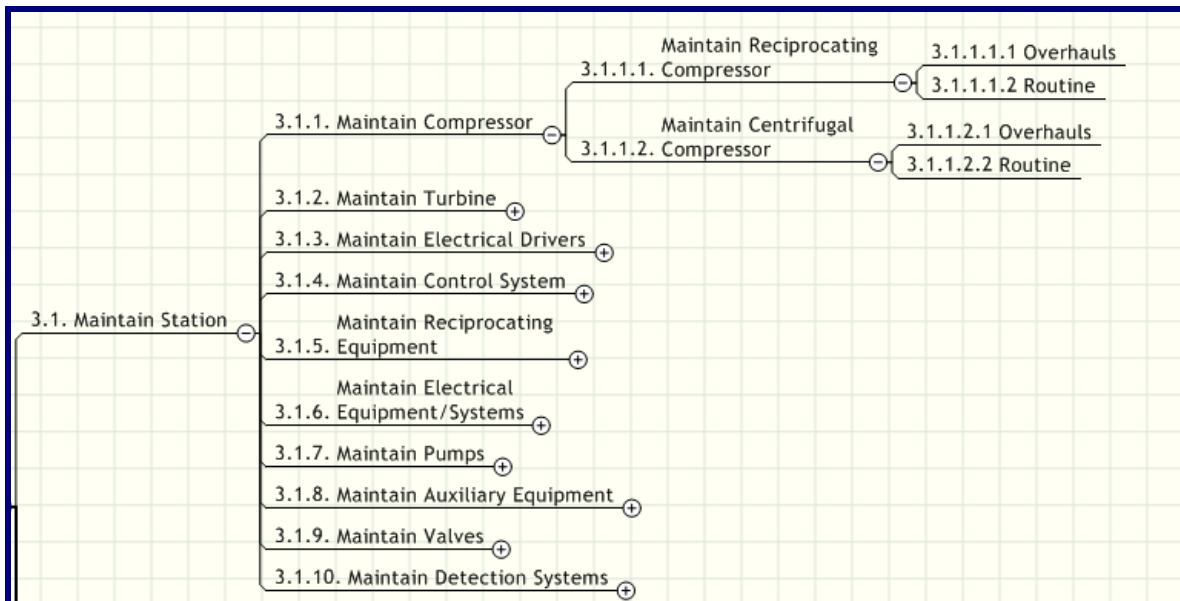 3.1. Maintain Station
3.1.1. Maintain Compressor
Maintain Reciprocating
3.1.1.1. Compressor
3.1.1.1.1 Overhauls
3.1.1.1.2 Routine
Maintain Centrifugal
3.1.1.2. Compressor
3.1.1.2.1 Overhauls
3.1.1.2.2 Routine
3.1.2. Maintain Turbine
3.1.3. Maintain Electrical Drivers
3.1.4. Maintain Control System
Maintain Reciprocating
3.1.5. Equipment
Maintain Electrical
3.1.6. Equipment/Systems
3.1.7. Maintain Pumps
3.1.8. Maintain Auxiliary Equipment
3.1.9. Maintain Valves
3.1.10. Maintain Detection Systems